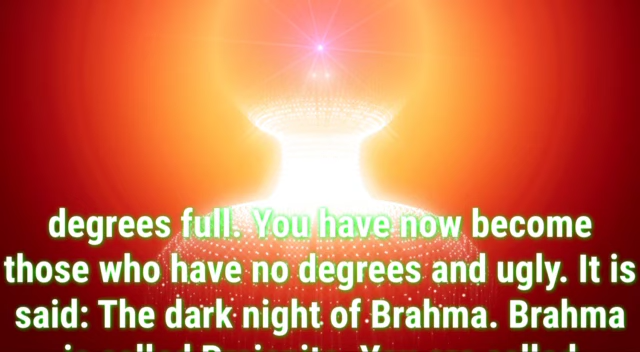 degrees full. You have now become
those who have no degrees and ugly. It is
said: The dark night of Brahma. Brahma